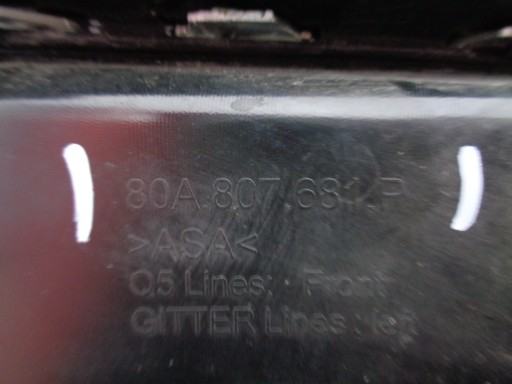 80A.807.681.P
>ASA<
Q5 Lines: Front
GITTER Lines: left